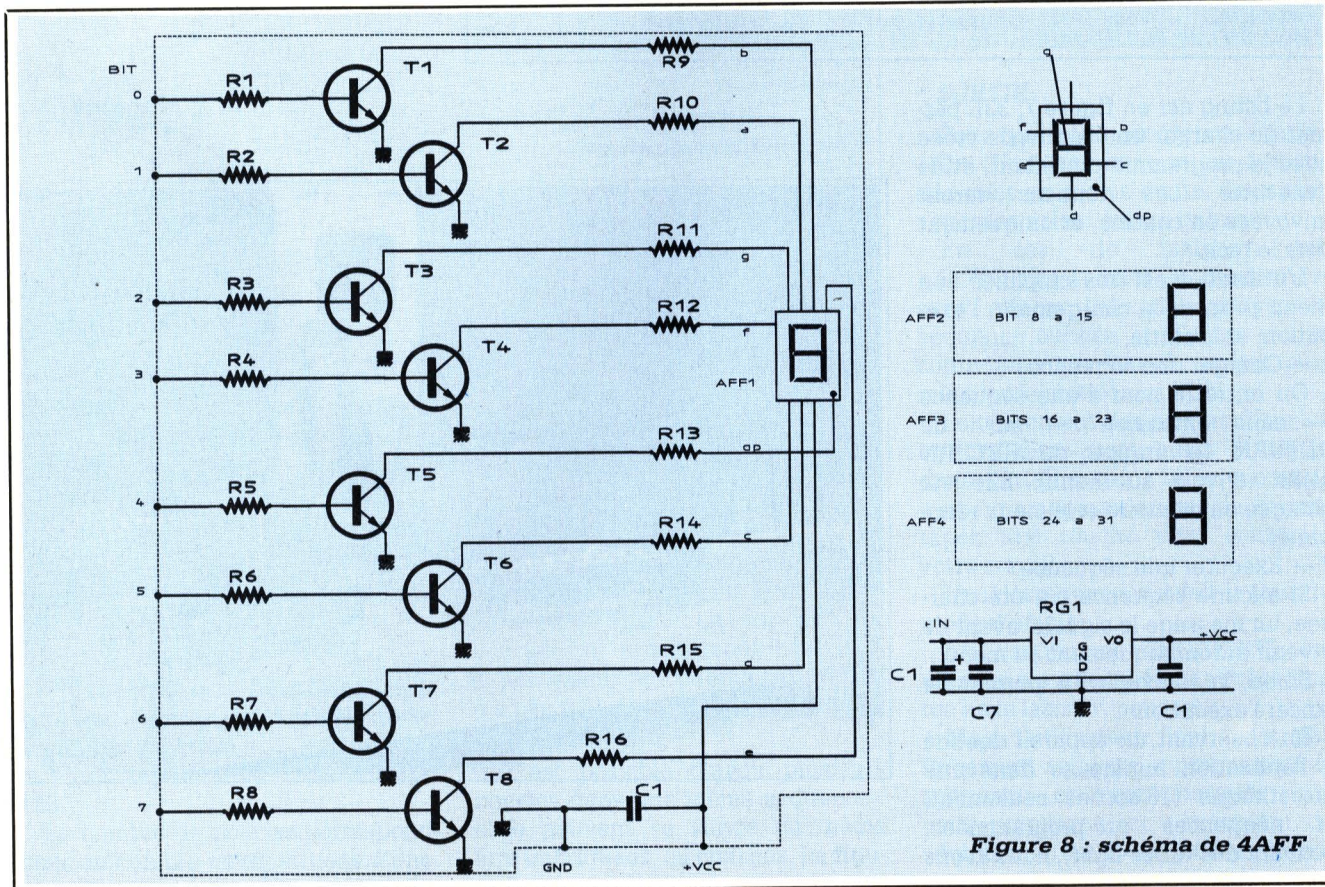 BIT
0
R1
T1
R9
b
1
R2
T2
R10
a
2
R3
T3
R11
g
3
R4
T4
R12
f
AFF1
4
R5
T5
R13
dp
5
R6
T6
R14
c
6
R7
T7
R15
d
7
R8
T8
R16
e
C1
GND
+VCC
f
b
e
d
dp
AFF2 BIT 8 a 15
AFF3 BITS 16 a 23
AFF4 BITS 24 a 31
RG1
+IN
VI GND VO
+VCC
C1
+
C7
C1
Figure 8 : schéma de 4AFF